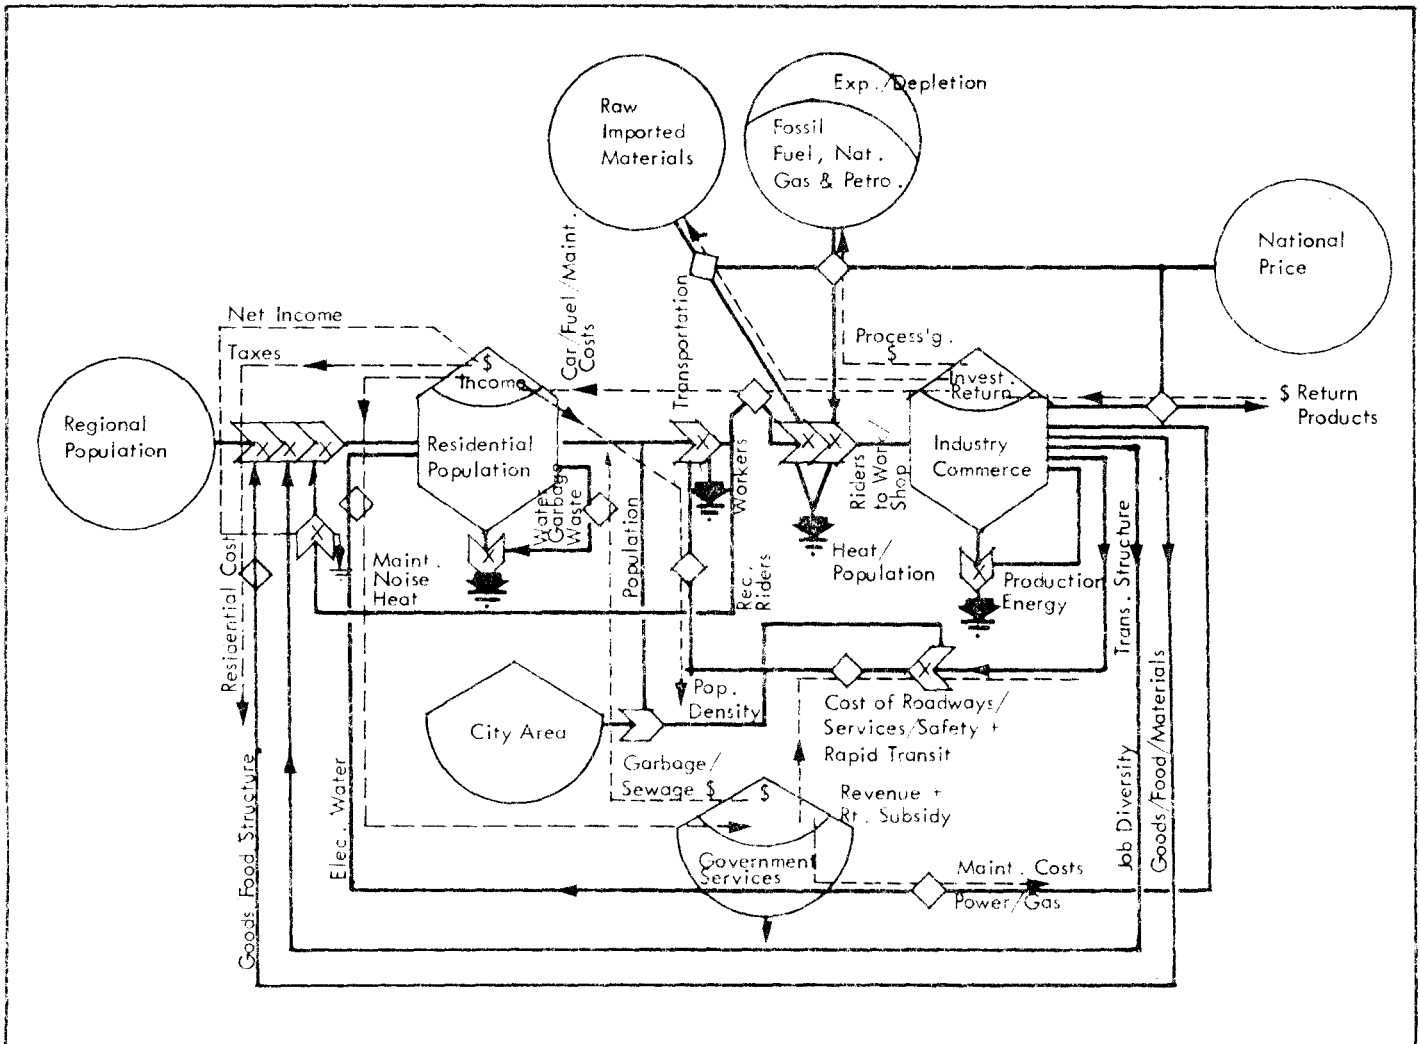 Exp./Depletion
Raw
Imported
Materials
Fossil
Fuel, Nat.
Gas & Petro.
National
Price
Car/Fuel/Maint.
Costs
Transportation
Net Income
Taxes
Process'g.
$
$
Income
Invest.
Return
$ Return
Products
Regional
Population
Residential
Population
Industry
Commerce
X X X
X
X X
Workers
Riders
to Work/
Shop
Water
Garbage
Waste
Population
X
X
X
Maint.
Noise
Heat
Rec.
Riders
Heat/
Population
Production
Energy
Trans. Structure
Residential Cost
X
Pop.
Density
City Area
Cost of Roadways/
Services/Safety +
Rapid Transit
Garbage/
Sewage $
$
Revenue +
Rt. Subsidy
Goods Food Structure
Elec. Water
Job Diversity
Goods/Food/Materials
Government
Services
Maint. Costs
Power/Gas